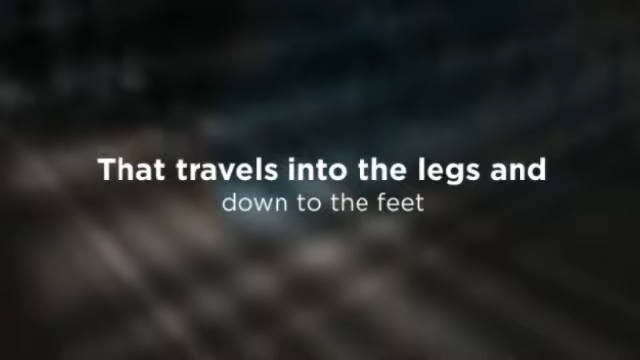 That travels into the legs and
down to the feet